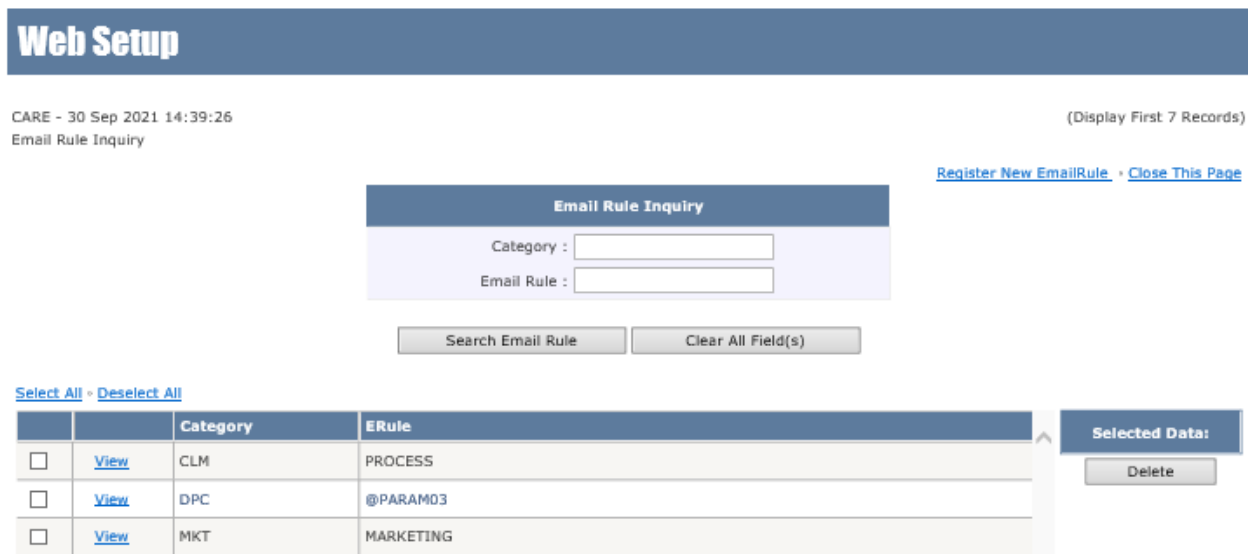 Web Setup
CARE - 30 Sep 2021 14:39:26
(Display First 7 Records)
Email Rule Inquiry
Register New EmailRule ◦ Close This Page
Email Rule Inquiry
Category :
Email Rule :
Search Email Rule Clear All Field(s)
Select All ◦ Deselect All
Category ERule
Selected Data:
View CLM PROCESS
Delete
View DPC @PARAM03
View MKT MARKETING